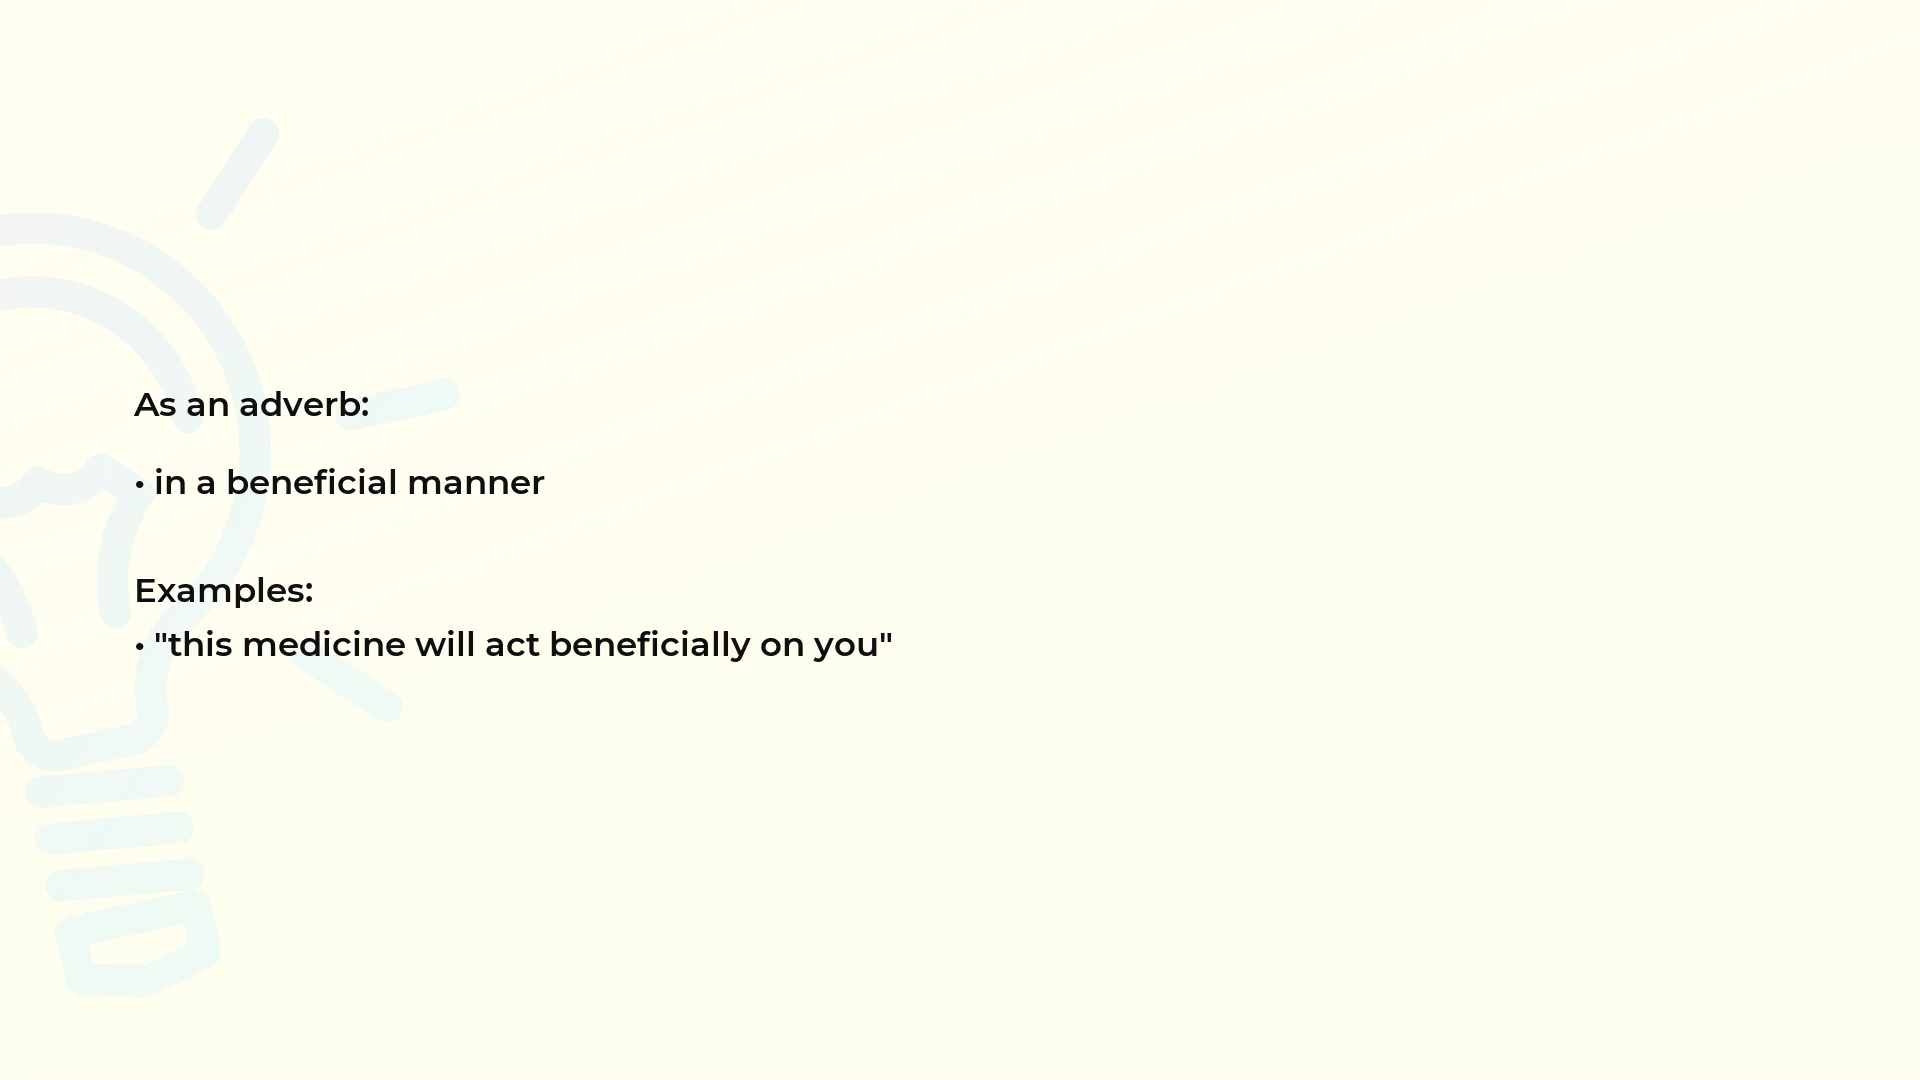 As an adverb:
• in a beneficial manner
Examples:
• "this medicine will act beneficially on you"